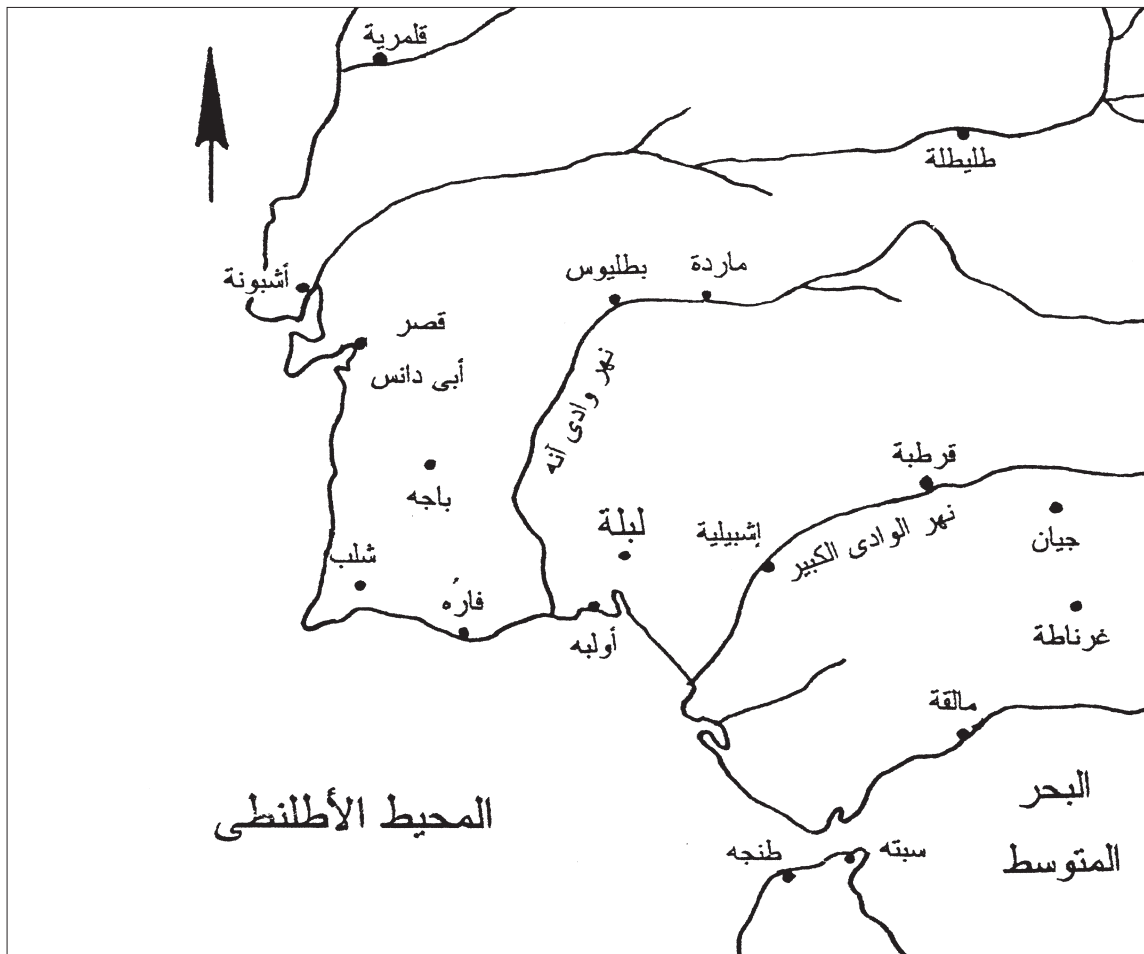 قلمرية
طليطلة
ماردة
بطليوس
أشبونة
قصر
أبى دانس
نهر وادى آنه
قرطبة
باجه
لبلة
إشبيلية
نهر الوادى الكبير
جيان
شلب
فارُه
أولبه
غرناطة
مالقة
البحر
المتوسط
المحيط الأطلنطى
طنجه
سبته